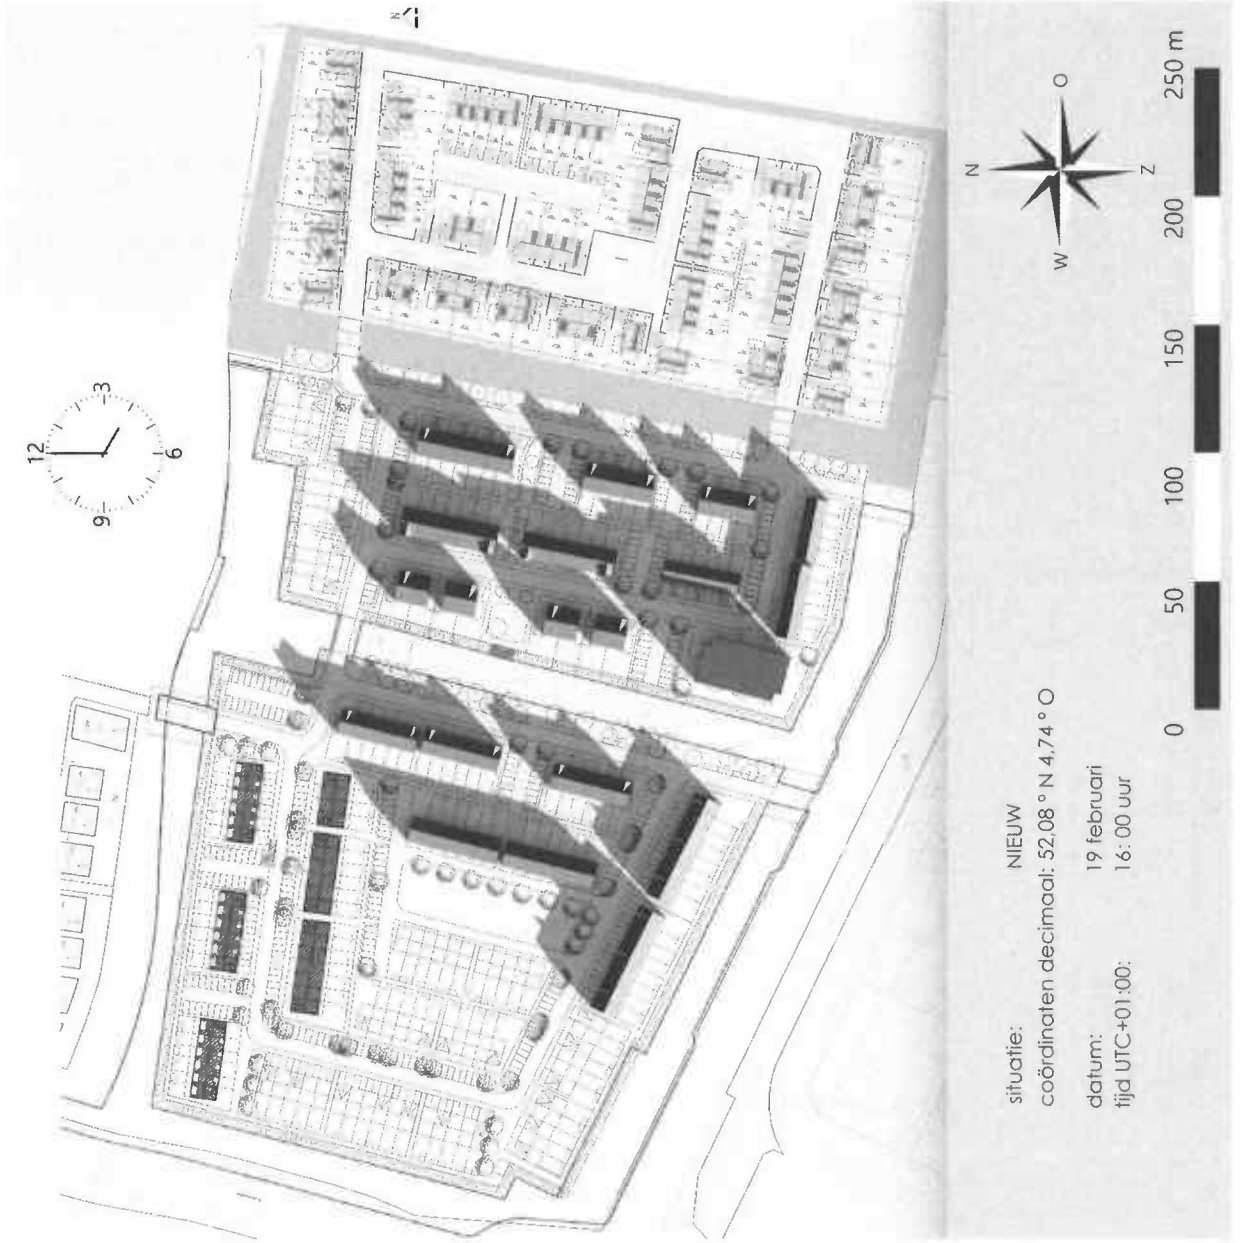 N
12
3
6
9
N
O
Z
W
0 50 100 150 200 250 m
situatie: NIEUW
coördinaten decimaal: 52,08 ° N 4,74 ° O
datum: 19 februari
tijd UTC+01:00: 16: 00 uur